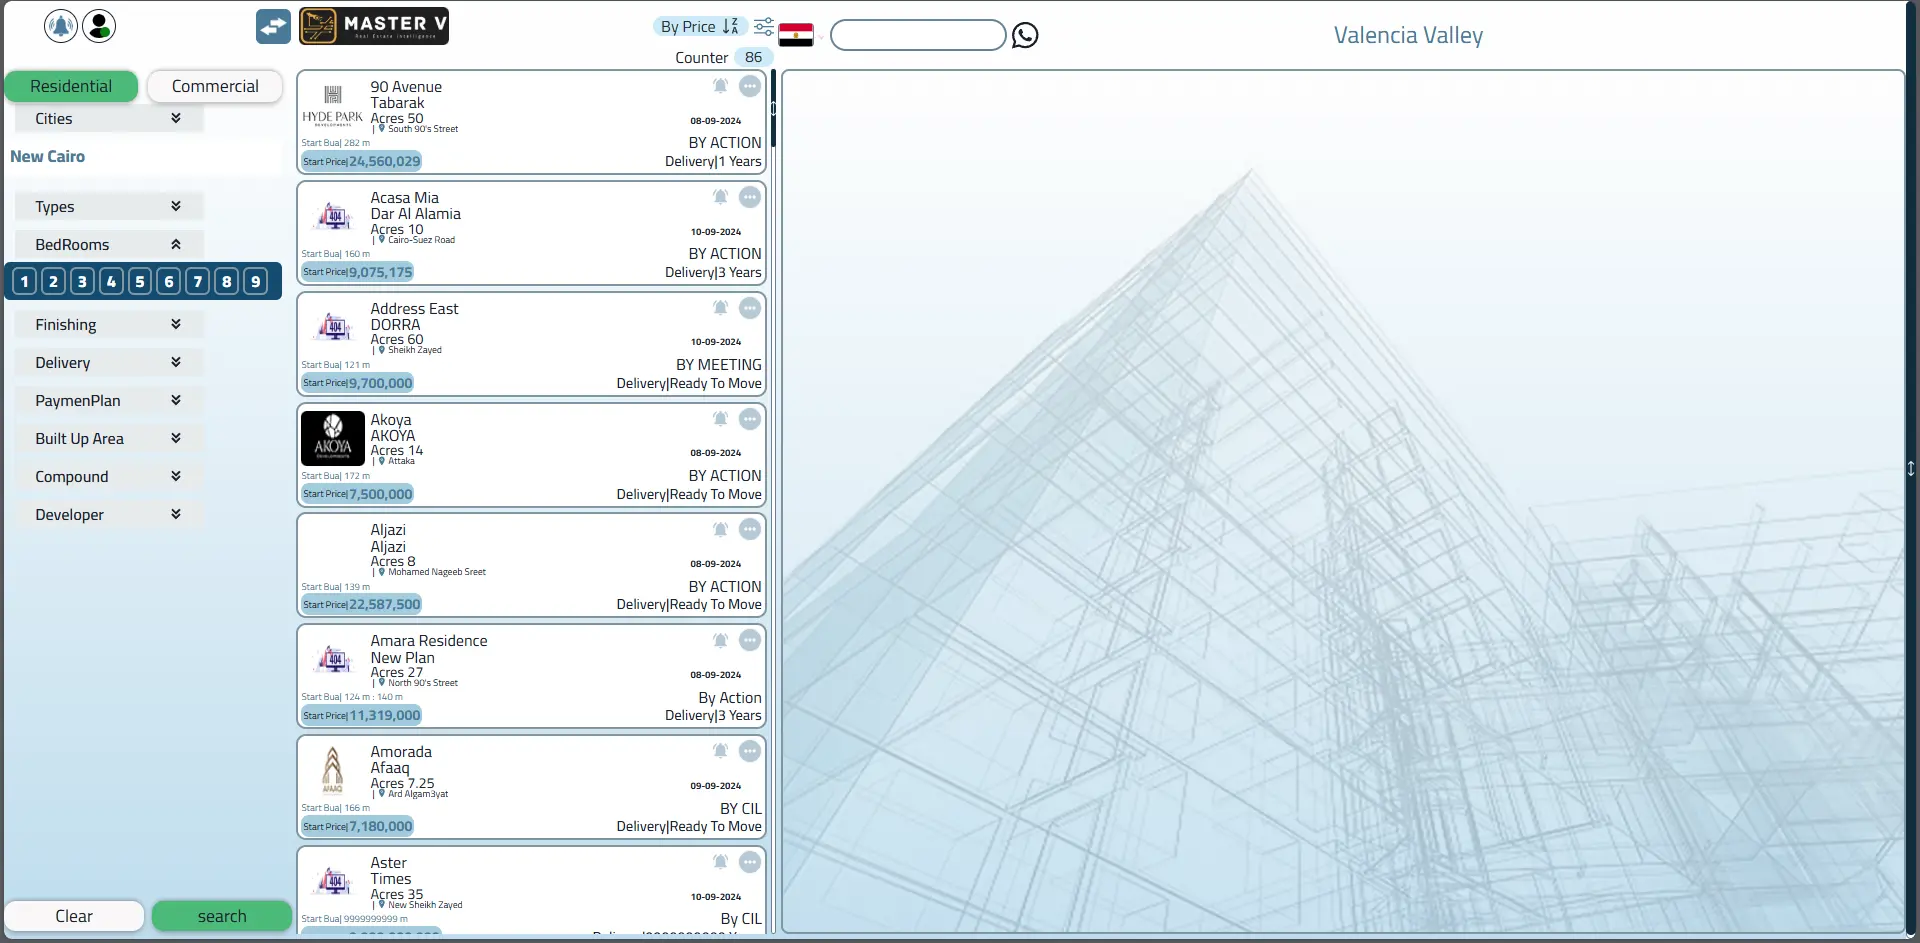 MASTER V
Real Estate Intelligence
By Price
Valencia Valley
Counter 86
Residential
Commercial
Cities
New Cairo
Types
BedRooms
1 2 3 4 5 6 7 8 9
Finishing
Delivery
PaymenPlan
Built Up Area
Compound
Developer
Clear
search
HYDE PARK
DEVELOPMENTS
90 Avenue
Tabarak
Acres 50
| South 90's Street
08-09-2024
Start Bua| 282 m
BY ACTION
Start Price| 24,560,029
Delivery|1 Years
404
Acasa Mia
Dar Al Alamia
Acres 10
| Cairo-Suez Road
10-09-2024
Start Bua| 160 m
BY ACTION
Start Price| 9,075,175
Delivery|3 Years
404
Address East
DORRA
Acres 60
| Sheikh Zayed
10-09-2024
Start Bua| 121 m
BY MEETING
Start Price| 9,700,000
Delivery|Ready To Move
AKOYA
Akoya
AKOYA
Acres 14
| Attaka
08-09-2024
Start Bua| 172 m
BY ACTION
Start Price| 7,500,000
Delivery|Ready To Move
Aljazi
Aljazi
Acres 8
| Mohamed Nageeb Sreet
08-09-2024
Start Bua| 139 m
BY ACTION
Start Price| 22,587,500
Delivery|Ready To Move
404
Amara Residence
New Plan
Acres 27
| North 90's Street
08-09-2024
Start Bua| 124 m : 140 m
By Action
Start Price| 11,319,000
Delivery|3 Years
AFAAQ
Amorada
Afaaq
Acres 7.25
| Ard Algam3yat
09-09-2024
Start Bua| 166 m
BY CIL
Start Price| 7,180,000
Delivery|Ready To Move
404
Aster
Times
Acres 35
| New Sheikh Zayed
10-09-2024
Start Bua| 9999999999 m
By CIL